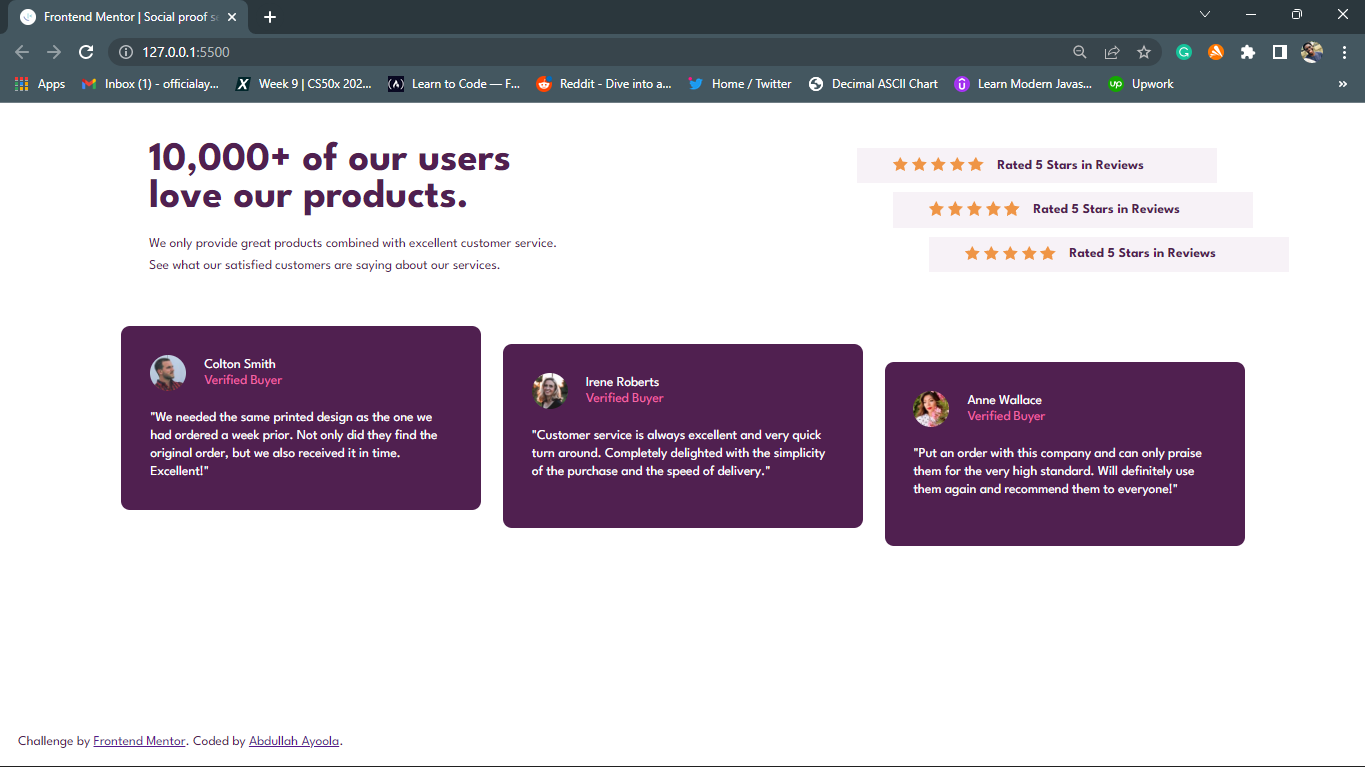 Frontend Mentor | Social proof se
127.0.0.1:5500
Apps
Inbox (1) - officialay...
Week 9 | CS50x 202...
Learn to Code — F...
Reddit - Dive into a...
Home / Twitter
Decimal ASCII Chart
Learn Modern Javas...
Upwork
10,000+ of our users
love our products.
We only provide great products combined with excellent customer service.
See what our satisfied customers are saying about our services.
Rated 5 Stars in Reviews
Rated 5 Stars in Reviews
Rated 5 Stars in Reviews
Colton Smith
Verified Buyer
"We needed the same printed design as the one we
had ordered a week prior. Not only did they find the
original order, but we also received it in time.
Excellent!"
Irene Roberts
Verified Buyer
"Customer service is always excellent and very quick
turn around. Completely delighted with the simplicity
of the purchase and the speed of delivery."
Anne Wallace
Verified Buyer
"Put an order with this company and can only praise
them for the very high standard. Will definitely use
them again and recommend them to everyone!"
Challenge by Frontend Mentor. Coded by Abdullah Ayoola.